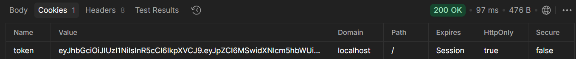 Body Cookies 1 Headers 8 Test Results 200 OK • 97 ms • 476 B
Name Value Domain Path Expires HttpOnly Secure
token eyJhbGciOiJIUzI1NiIsInR5cCI6IkpXVCJ9.eyJpZCI6MSwidXNlcm5hbWUi... localhost / Session true false